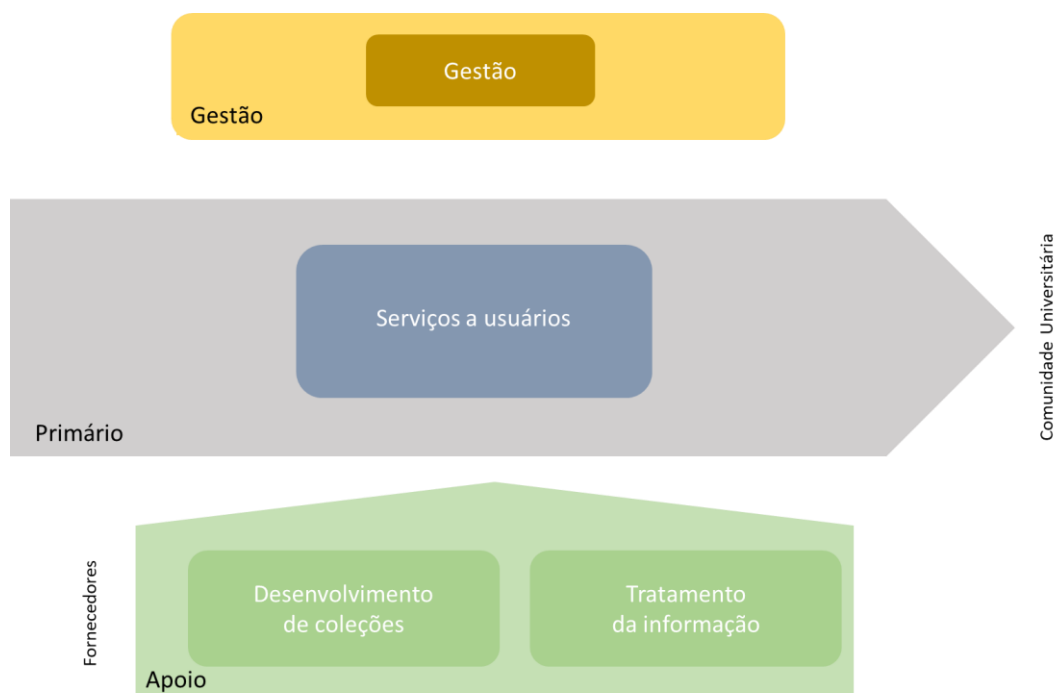 Gestão
Gestão
Serviços a usuários
Primário
Comunidade Universitária
Fornecedores
Desenvolvimento
de coleções
Tratamento
da informação
Apoio